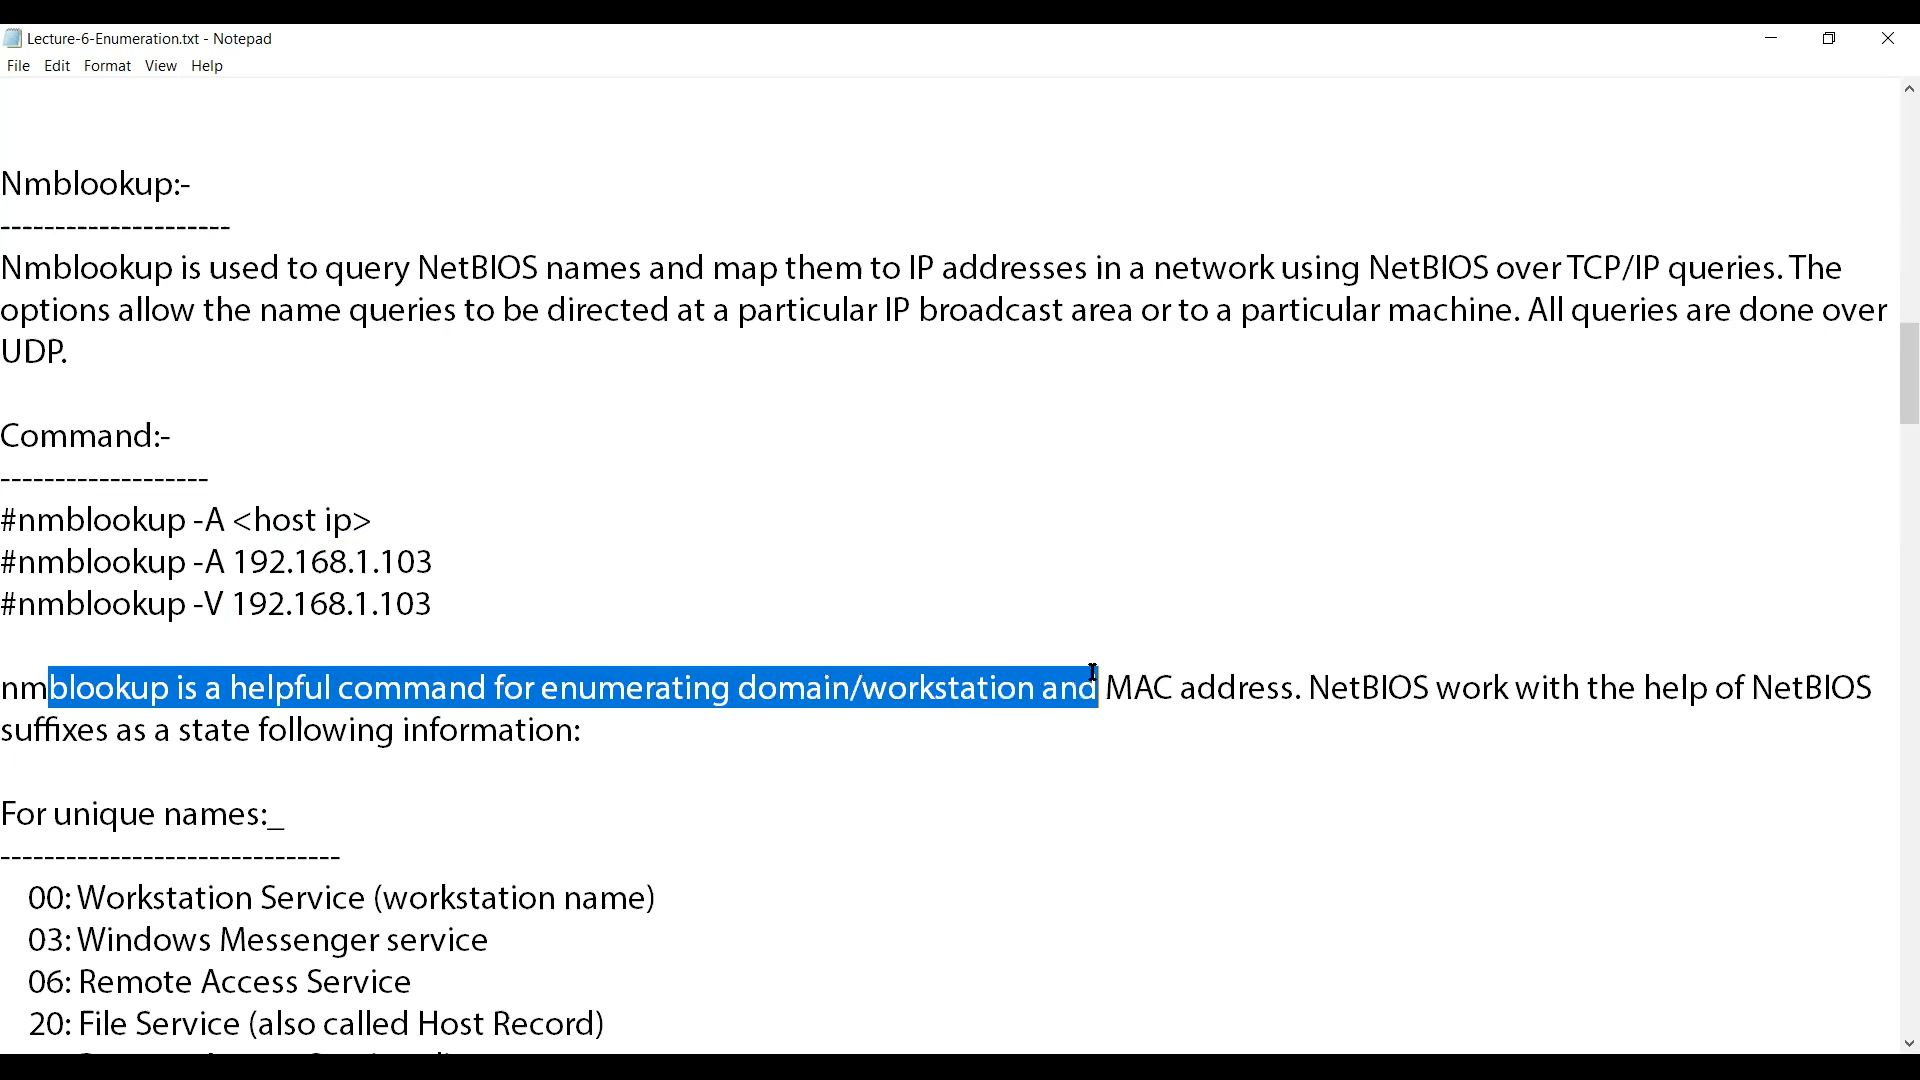 Lecture-6-Enumeration.txt - Notepad
File Edit Format View Help
Nmblookup:-
---------------------
Nmblookup is used to query NetBIOS names and map them to IP addresses in a network using NetBIOS over TCP/IP queries. The
options allow the name queries to be directed at a particular IP broadcast area or to a particular machine. All queries are done over
UDP.
Command:-
-------------------
#nmblookup -A <host ip>
#nmblookup -A 192.168.1.103
#nmblookup -V 192.168.1.103
nmblookup is a helpful command for enumerating domain/workstation and MAC address. NetBIOS work with the help of NetBIOS
suffixes as a state following information:
For unique names:_
-------------------------------
00: Workstation Service (workstation name)
03: Windows Messenger service
06: Remote Access Service
20: File Service (also called Host Record)